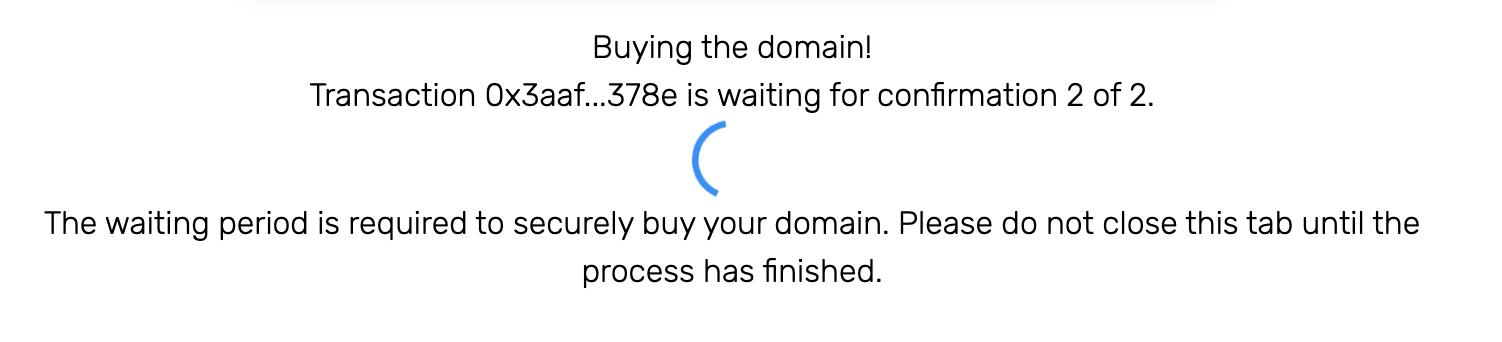 Buying the domain!
Transaction 0x3aaf...378e is waiting for confirmation 2 of 2.
The waiting period is required to securely buy your domain. Please do not close this tab until the
process has finished.